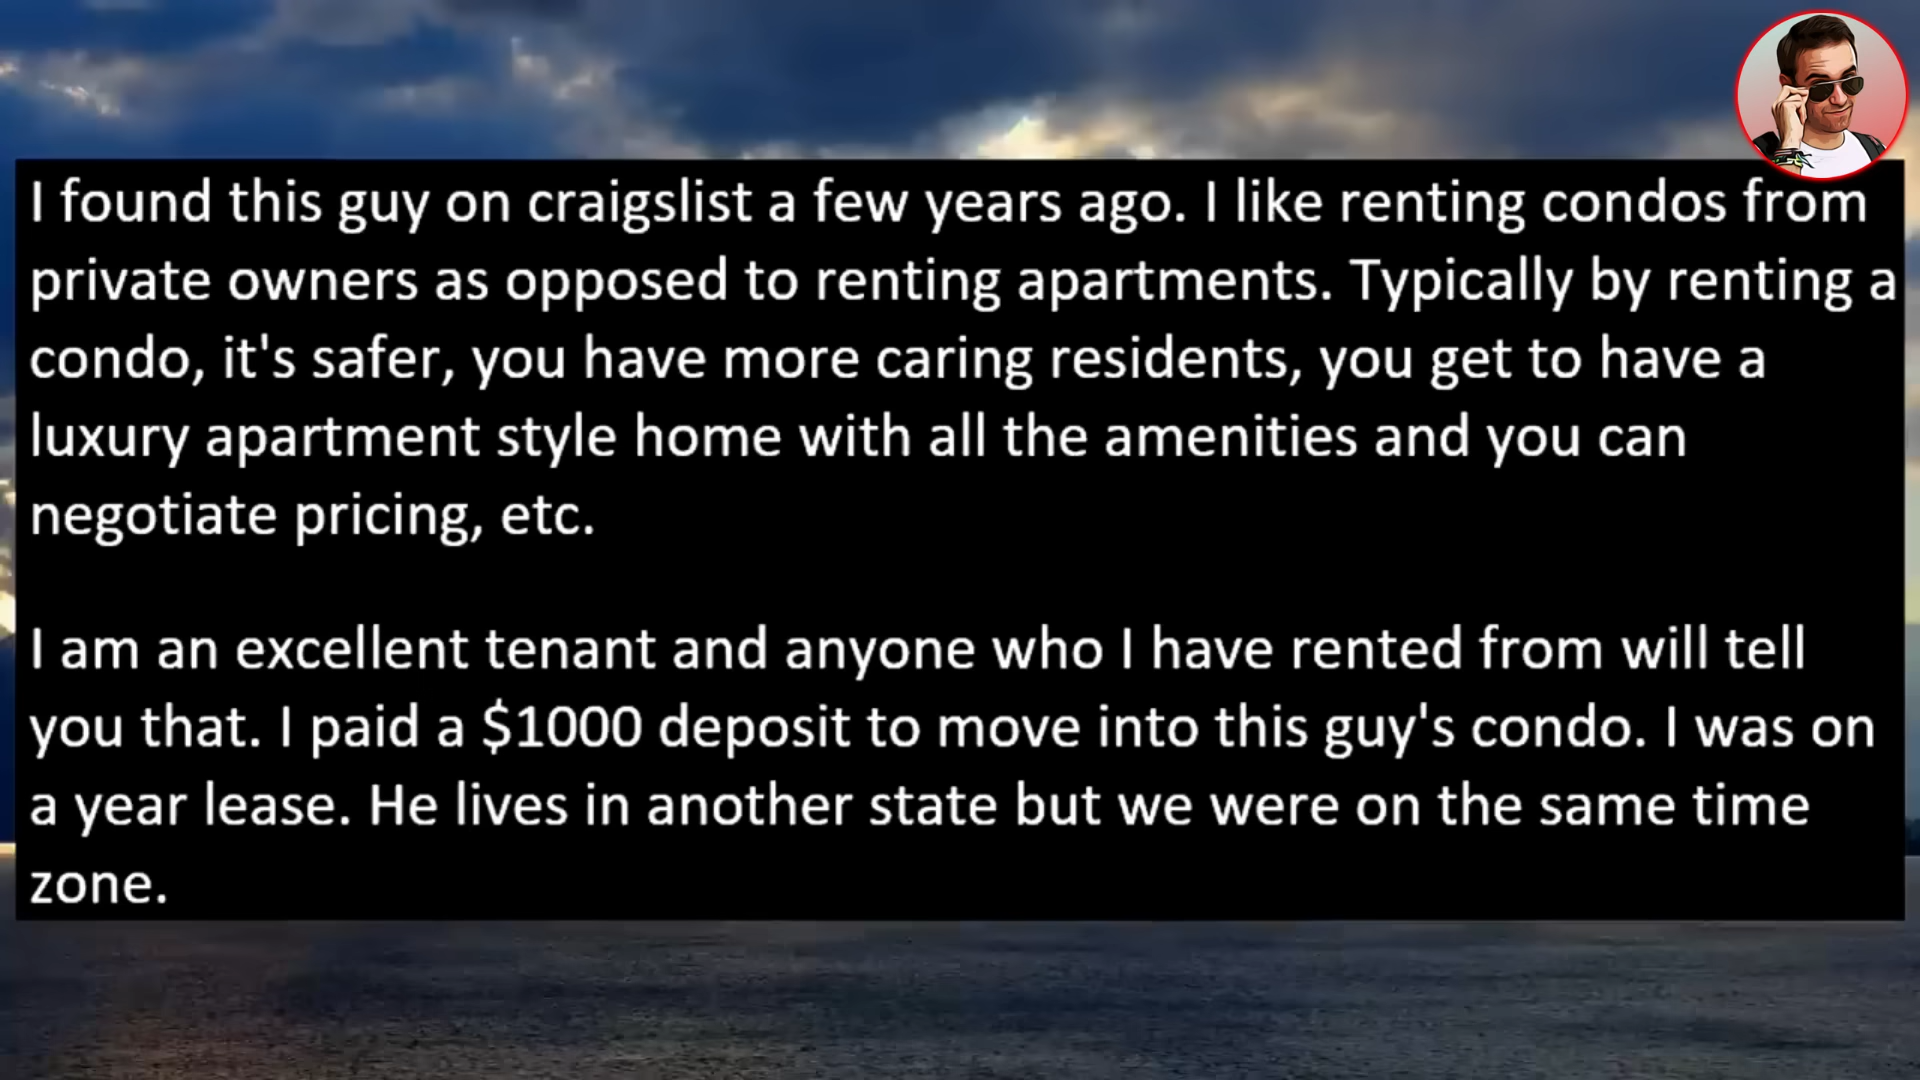 I found this guy on craigslist a few years ago. I like renting condos from
private owners as opposed to renting apartments. Typically by renting a
condo, it's safer, you have more caring residents, you get to have a
luxury apartment style home with all the amenities and you can
negotiate pricing, etc.
I am an excellent tenant and anyone who I have rented from will tell
you that. I paid a $1000 deposit to move into this guy's condo. I was on
a year lease. He lives in another state but we were on the same time
zone.